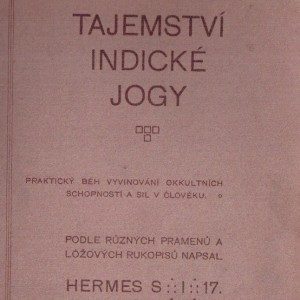 TAJEMSTVÍ
INDICKÉ
JOGY
PRAKTICKÝ BĚH VYVINOVÁNÍ OKKULTNÍCH
SCHOPNOSTÍ A SIL V ČLOVĚKU.
PODLE RŮZNÝCH PRAMENŮ A
LÓŽOVÝCH RUKOPISŮ NAPSAL
HERMES S .:. I .:. 17.